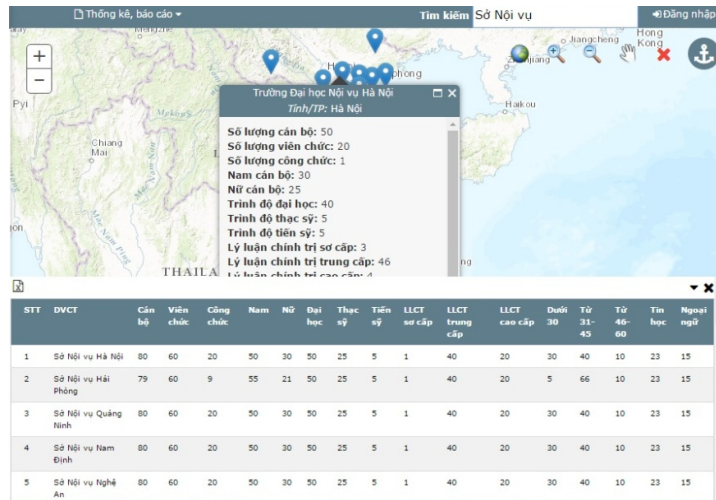 Thống kê, báo cáo
Tìm kiếm Sở Nội vụ
Đăng nhập
Mengzhe
Jiangcheng
Hong Kong
Zhanjiang
phong
Haikou
Pyi
Mekong
Chiang Mai
THAILA
Trường Đại học Nội vụ Hà Nội
Tỉnh/TP: Hà Nội
Số lượng cán bộ: 50
Số lượng viên chức: 20
Số lượng công chức: 1
Nam cán bộ: 30
Nữ cán bộ: 25
Trình độ đại học: 40
Trình độ thạc sỹ: 5
Trình độ tiến sỹ: 5
Lý luận chính trị sơ cấp: 3
Lý luận chính trị trung cấp: 46
Lý luận chính trị cao cấp: 4
STT DVCT Cán bộ Viên chức Công chức Nam Nữ Đại học Thạc sỹ Tiến sỹ LLCT sơ cấp LLCT trung cấp LLCT cao cấp Dưới 30 Từ 31-45 Từ 46-60 Tin học Ngoại ngữ
1 Sở Nội vụ Hà Nội 80 60 20 50 30 50 25 5 1 40 20 30 40 10 23 15
2 Sở Nội vụ Hải Phòng 79 60 9 55 21 50 25 5 1 40 20 5 66 10 23 15
3 Sở Nội vụ Quảng Ninh 80 60 20 50 30 50 25 5 1 40 20 30 40 10 23 15
4 Sở Nội vụ Nam Định 80 60 20 50 30 50 25 5 1 40 20 30 40 10 23 15
5 Sở Nội vụ Nghệ An 80 60 20 50 30 50 25 5 1 40 20 30 40 10 23 15